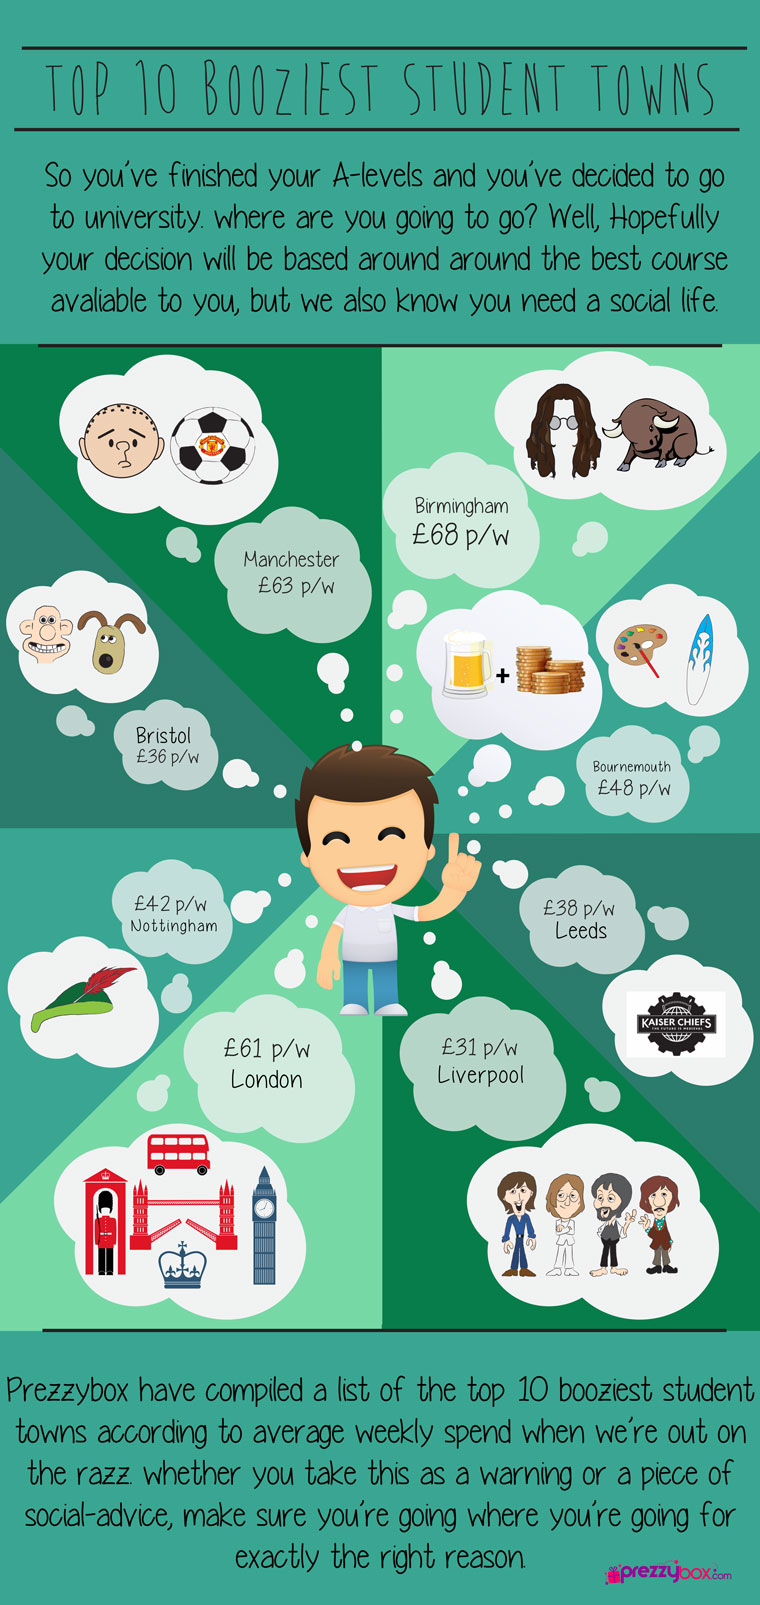 TOP 10 BOOZIEST STUDENT TOWNS
So you've finished your A-levels and you've decided to go
to university. where are you going to go? Well, Hopefully
your decision will be based around around the best course
avaliable to you, but we also know you need a social life.
Birmingham
£68 p/w
Manchester
£63 p/w
+
Bristol
£36 p/w
Bournemouth
£48 p/w
£42 p/w
Nottingham
£38 p/w
Leeds
KAISER CHIEFS
THE FUTURE IS MEDIEVAL
£61 p/w
London
£31 p/w
Liverpool
Prezzybox have compiled a list of the top 10 booziest student
towns according to average weekly spend when we're out on
the razz. whether you take this as a warning or a piece of
social-advice, make sure you're going where you're going for
exactly the right reason.
prezzybox.com